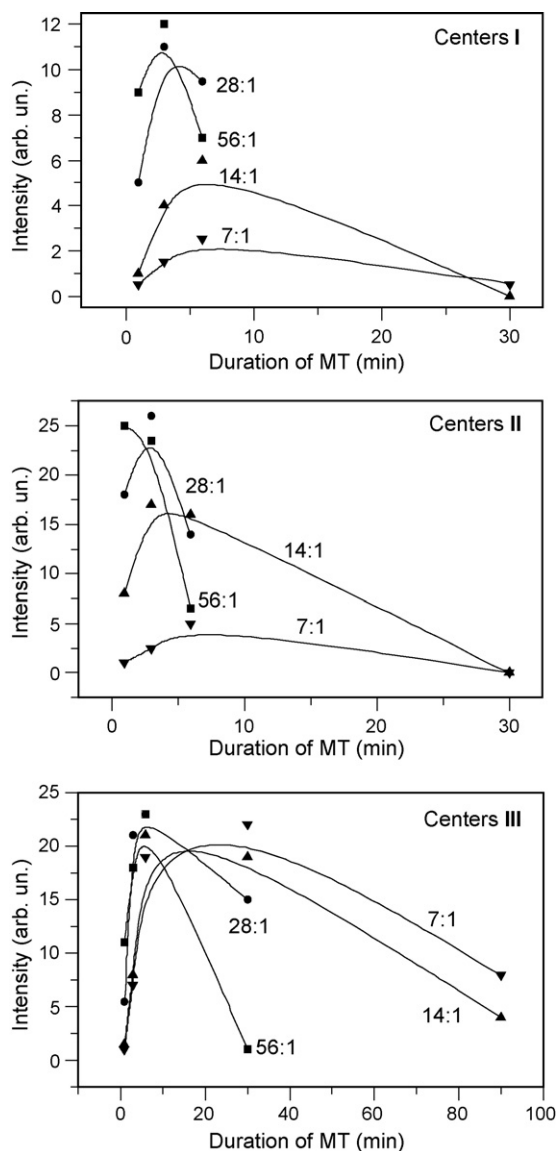 12
Centers I
10
28:1
8
56:1
6
14:1
4
7:1
2
0
Intensity (arb. un.)
0 10 20 30
Duration of MT (min)
25
Centers II
20
28:1
15
14:1
10
56:1
7:1
5
0
Intensity (arb. un.)
0 10 20 30
Duration of MT (min)
25
Centers III
20
15
28:1
7:1
10
5
14:1
56:1
0
Intensity (arb. un.)
0 20 40 60 80 100
Duration of MT (min)